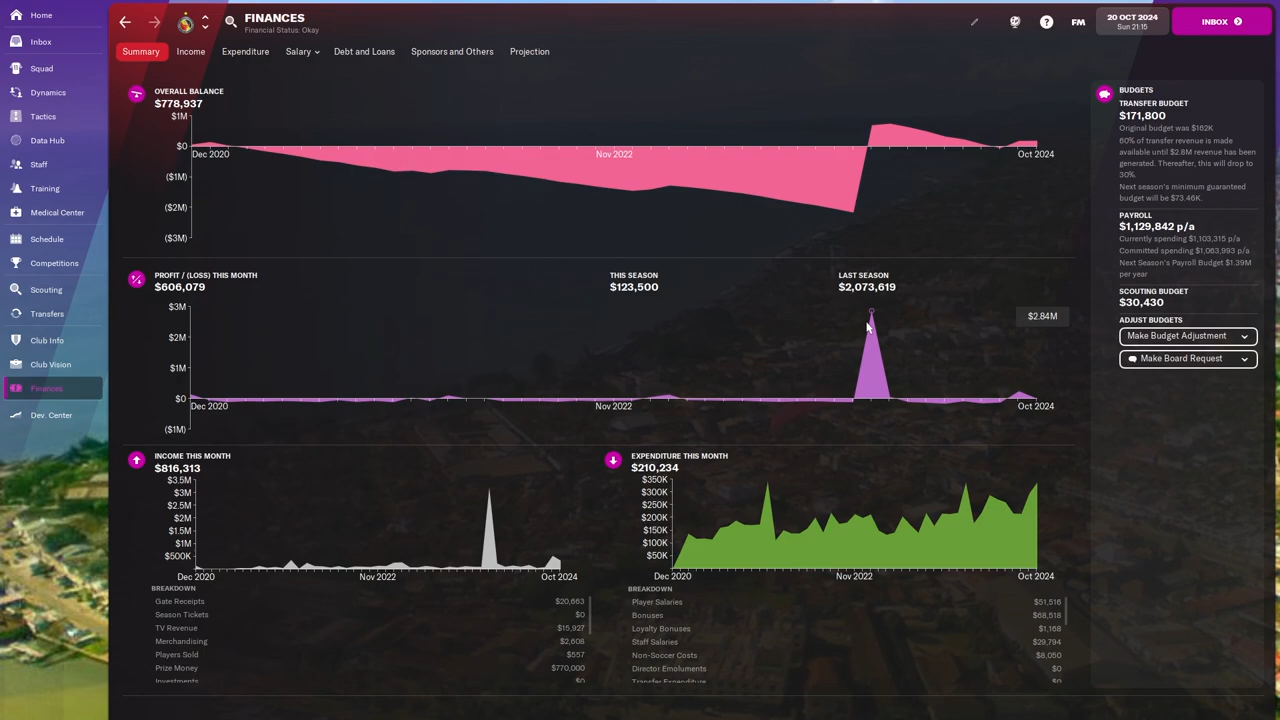 Home
Inbox
Squad
Dynamics
Tactics
Data Hub
Staff
Training
Medical Center
Schedule
Competitions
Scouting
Transfers
Club Info
Club Vision
Finances
Dev. Center
FINANCES
Financial Status: Okay
FM
20 OCT 2024
Sun 21:15
INBOX
Summary
Income
Expenditure
Salary
Debt and Loans
Sponsors and Others
Projection
OVERALL BALANCE
$778,937
$1M
$0
($1M)
($2M)
($3M)
Dec 2020
Nov 2022
Oct 2024
PROFIT / (LOSS) THIS MONTH
$606,079
THIS SEASON
$123,500
LAST SEASON
$2,073,619
$3M
$2M
$1M
$0
($1M)
$2.84M
Dec 2020
Nov 2022
Oct 2024
INCOME THIS MONTH
$816,313
$3.5M
$3M
$2.5M
$2M
$1.5M
$1M
$500K
Dec 2020
Nov 2022
Oct 2024
BREAKDOWN
Gate Receipts $20,663
Season Tickets $0
TV Revenue $15,927
Merchandising $2,608
Players Sold $557
Prize Money $770,000
Investments $0
EXPENDITURE THIS MONTH
$210,234
$350K
$300K
$250K
$200K
$150K
$100K
$50K
Dec 2020
Nov 2022
Oct 2024
BREAKDOWN
Player Salaries $51,516
Bonuses $68,518
Loyalty Bonuses $1,168
Staff Salaries $29,794
Non-Soccer Costs $8,050
Director Emoluments $0
Transfer Expenditure $0
BUDGETS
TRANSFER BUDGET
$171,800
Original budget was $162K
60% of transfer revenue is made
available until $2.8M revenue has been
generated. Thereafter, this will drop to
30%.
Next season's minimum guaranteed
budget will be $73.46K.
PAYROLL
$1,129,842 p/a
Currently spending $1,103,315 p/a
Committed spending $1,063,993 p/a
Next Season's Payroll Budget $1.39M
per year
SCOUTING BUDGET
$30,430
ADJUST BUDGETS
Make Budget Adjustment
Make Board Request